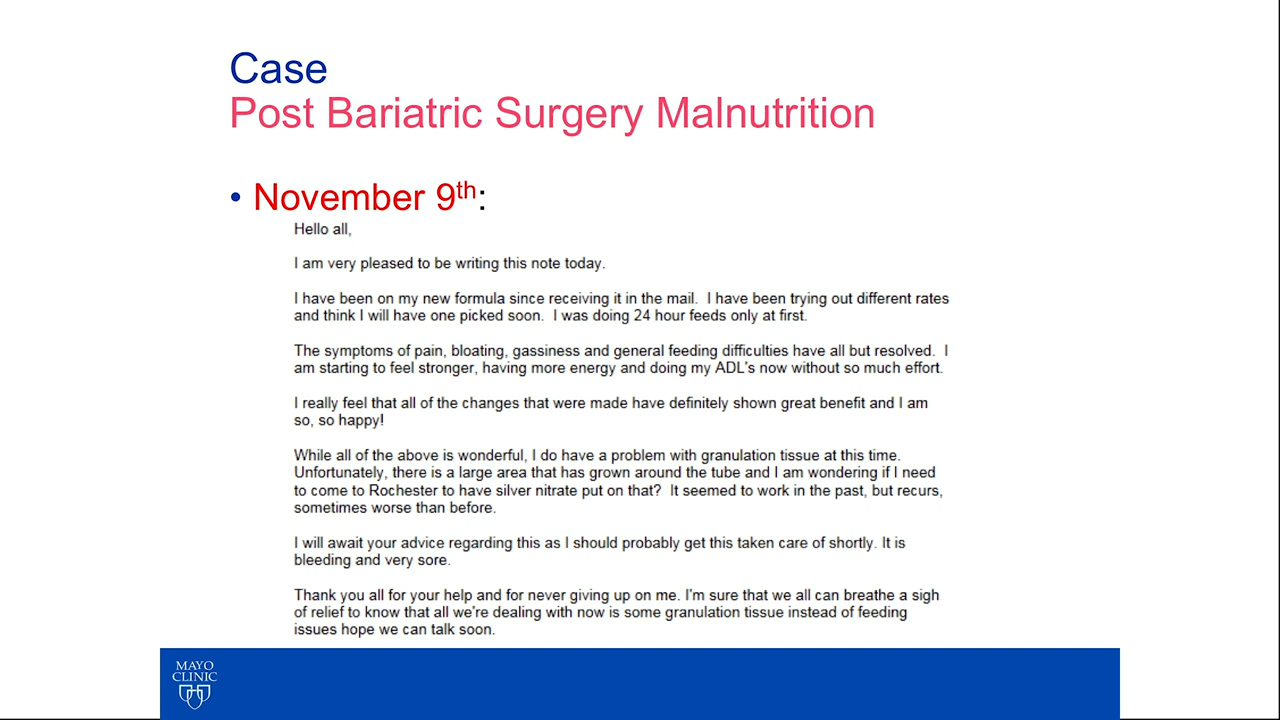 Case
Post Bariatric Surgery Malnutrition
• November 9th:
Hello all,
I am very pleased to be writing this note today.
I have been on my new formula since receiving it in the mail.  I have been trying out different rates
and think I will have one picked soon.  I was doing 24 hour feeds only at first.
The symptoms of pain, bloating, gassiness and general feeding difficulties have all but resolved.  I
am starting to feel stronger, having more energy and doing my ADL's now without so much effort.
I really feel that all of the changes that were made have definitely shown great benefit and I am
so, so happy!
While all of the above is wonderful, I do have a problem with granulation tissue at this time.
Unfortunately, there is a large area that has grown around the tube and I am wondering if I need
to come to Rochester to have silver nitrate put on that?  It seemed to work in the past, but recurs,
sometimes worse than before.
I will await your advice regarding this as I should probably get this taken care of shortly. It is
bleeding and very sore.
Thank you all for your help and for never giving up on me. I'm sure that we all can breathe a sigh
of relief to know that all we're dealing with now is some granulation tissue instead of feeding
issues hope we can talk soon.
MAYO
CLINIC